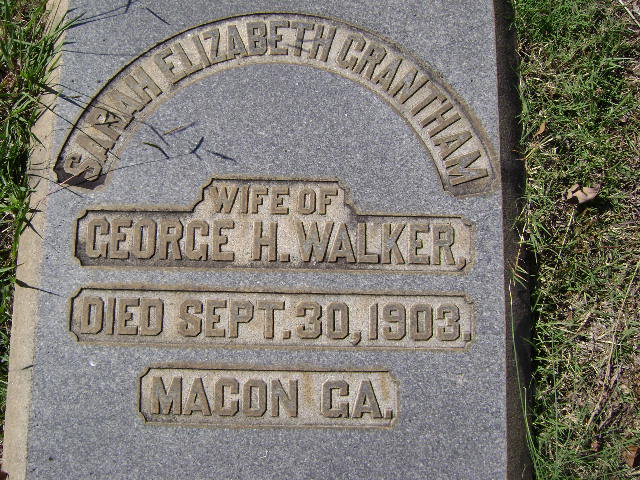 SARAH ELIZABETH GRANTHAM
WIFE OF
GEORGE H. WALKER,
DIED SEPT. 30, 1903.
MACON GA.